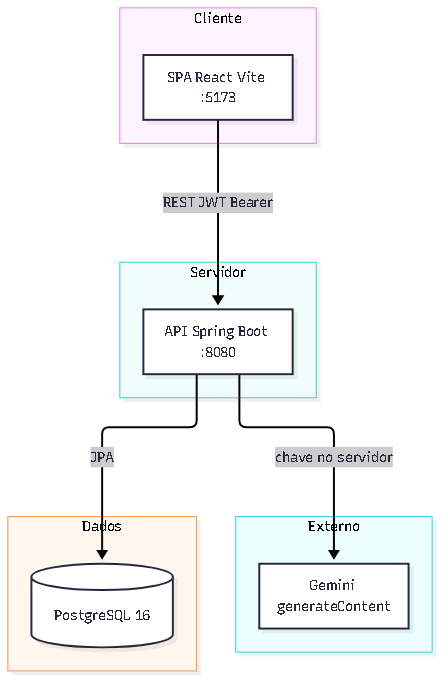 Cliente
SPA React Vite
:5173
REST JWT Bearer
Servidor
API Spring Boot
:8080
JPA
chave no servidor
Dados
Externo
PostgreSQL 16
Gemini
generateContent